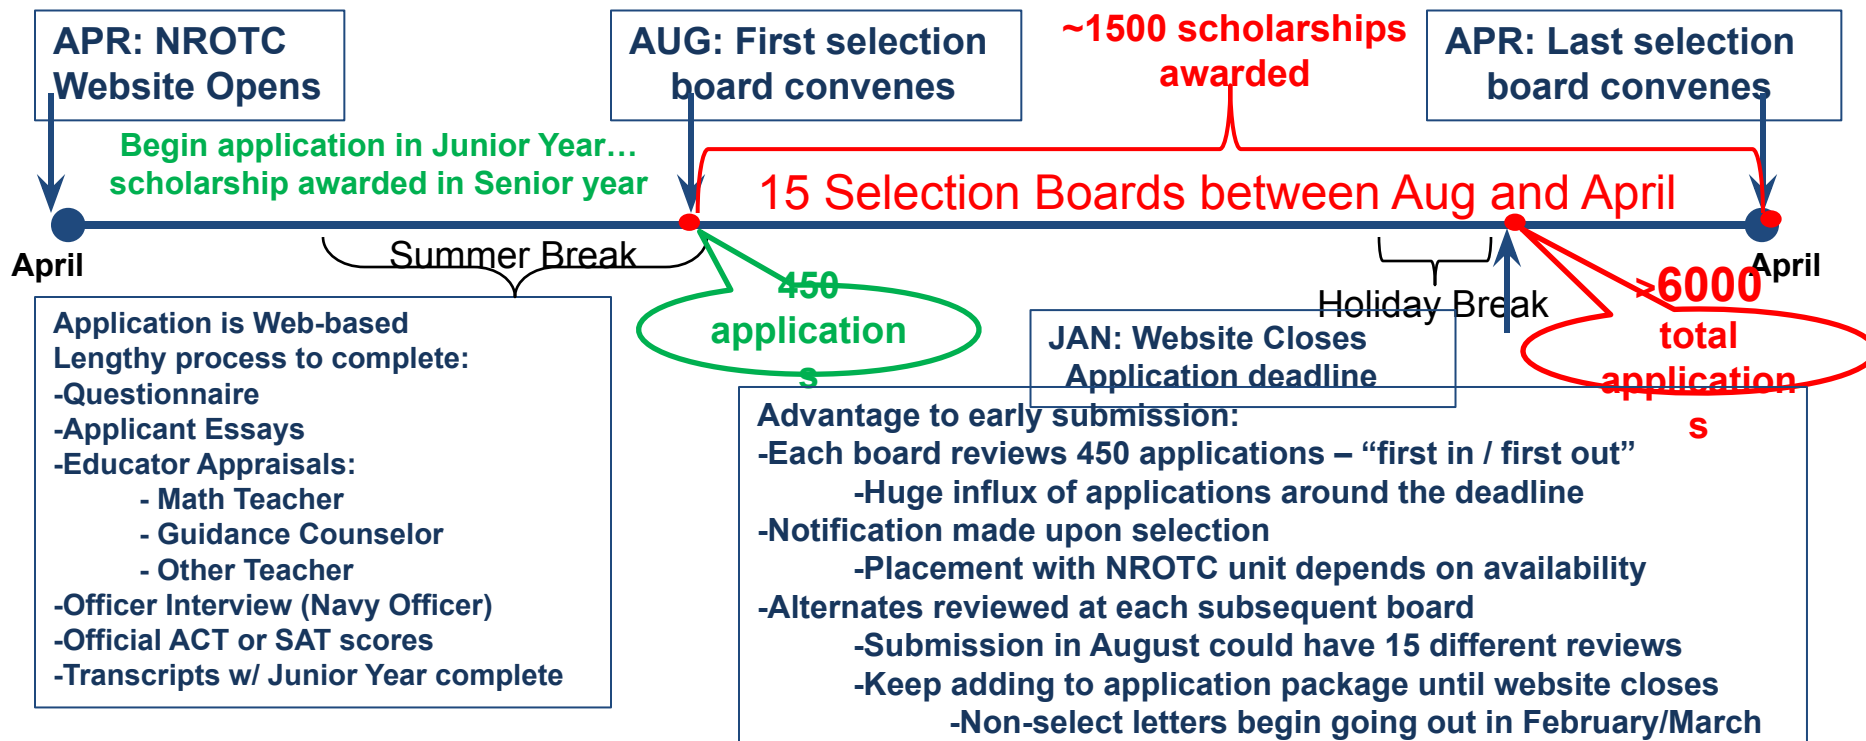 APR: NROTC
Website Opens
AUG: First selection
board convenes
~1500 scholarships
awarded
APR: Last selection
board convenes
Begin application in Junior Year…
scholarship awarded in Senior year
15 Selection Boards between Aug and April
April
Summer Break
Holiday Break
April
450
application
s
>6000
total
application
s
JAN: Website Closes
Application deadline
Application is Web-based
Lengthy process to complete:
-Questionnaire
-Applicant Essays
-Educator Appraisals:
- Math Teacher
- Guidance Counselor
- Other Teacher
-Officer Interview (Navy Officer)
-Official ACT or SAT scores
-Transcripts w/ Junior Year complete
Advantage to early submission:
-Each board reviews 450 applications – “first in / first out”
-Huge influx of applications around the deadline
-Notification made upon selection
-Placement with NROTC unit depends on availability
-Alternates reviewed at each subsequent board
-Submission in August could have 15 different reviews
-Keep adding to application package until website closes
-Non-select letters begin going out in February/March